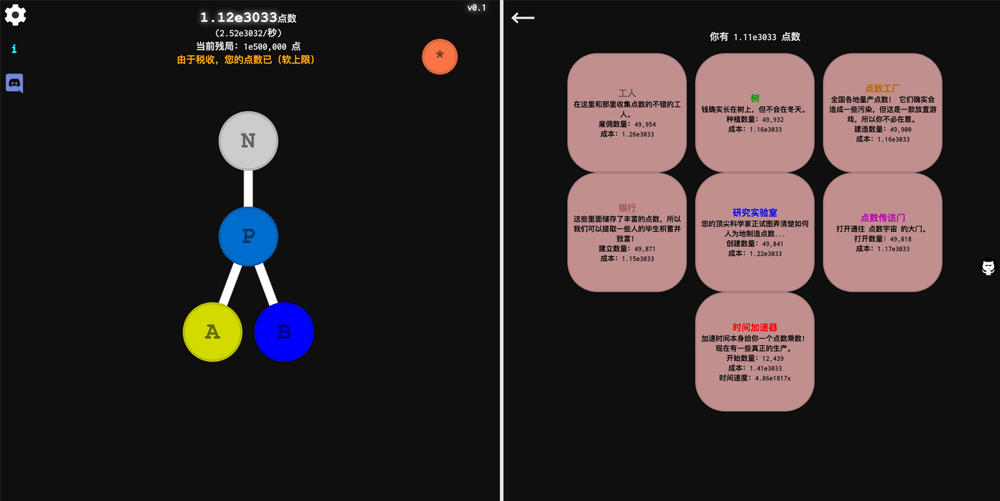 v0.1
1.12e3033点数
(2.52e3032/秒)
当前残局: 1e500,000 点
由于税收, 您的点数已 (软上限)
i
*
N
P
A
B
你有 1.11e3033 点数
工人
在这里和那里收集点数的不错的工
人。
雇佣数量: 49,954
成本: 1.26e3033
树
钱确实长在树上, 但不会在冬天。
种植数量: 49,932
成本: 1.16e3033
点数工厂
全国各地量产点数! 它们确实会
造成一些污染, 但这是一款放置游
戏, 所以你不必在意。
建造数量: 49,900
成本: 1.16e3033
银行
这些里面储存了丰富的点数, 所以
我们可以提取一些人的毕生积蓄并
致富!
建立数量: 49,871
成本: 1.15e3033
研究实验室
您的顶尖科学家正试图弄清楚如何
人为地制造点数...
创建数量: 49,841
成本: 1.22e3033
点数传送门
打开通往 点数宇宙 的大门。
打开数量: 49,818
成本: 1.17e3033
时间加速器
加速时间本身给你一个点数乘数!
现在有一些真正的生产。
开始数量: 12,439
成本: 1.41e3033
时间速度: 4.86e1817x